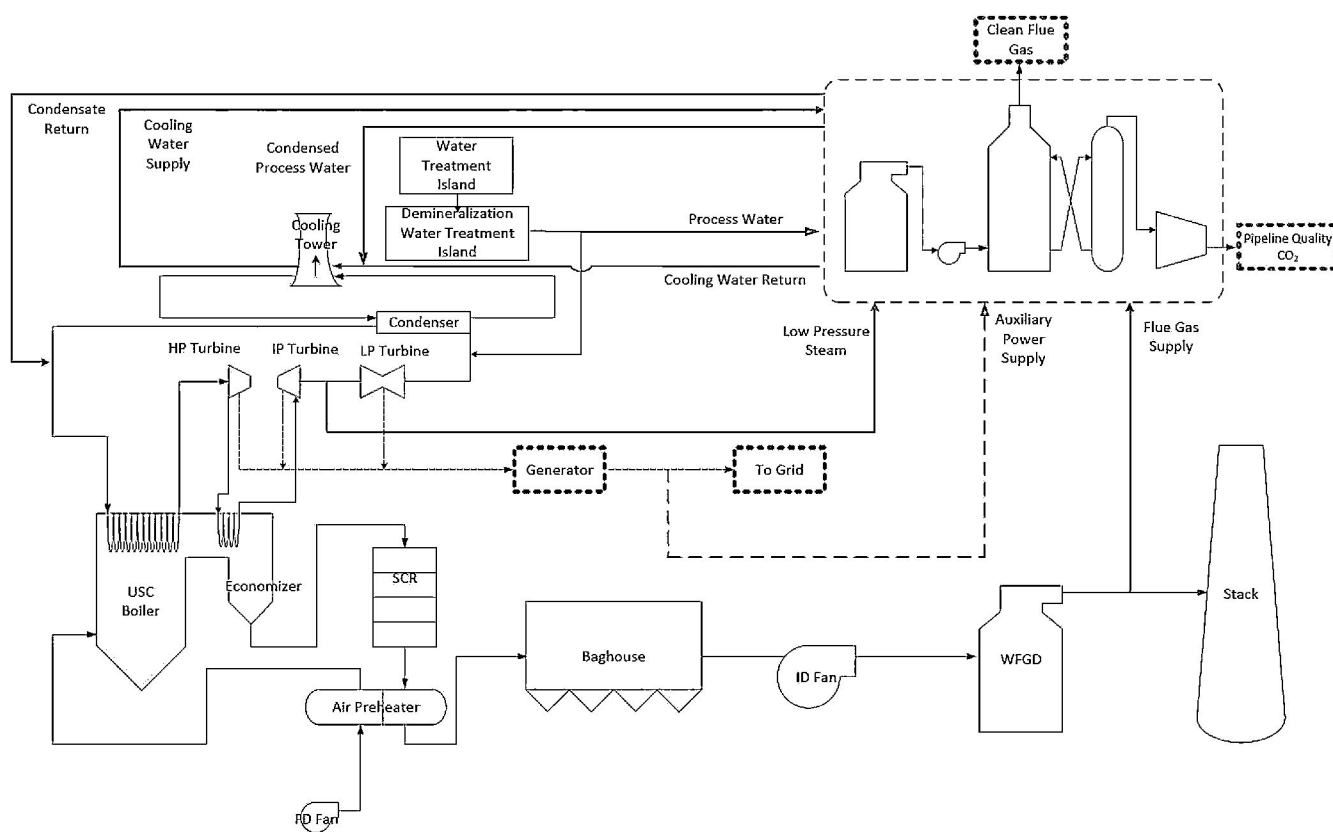 Clean Flue
Gas
Condensate
Return
Cooling
Water
Supply
Condensed
Process Water
Water
Treatment
Island
Demineralization
Water Treatment
Island
Cooling
Tower
Process Water
Cooling Water Return
Pipeline Quality
CO₂
Condenser
Low Pressure
Steam
Auxiliary
Power
Supply
Flue Gas
Supply
HP Turbine
IP Turbine
LP Turbine
Generator
To Grid
USC
Boiler
Economizer
SCR
Baghouse
ID Fan
WFGD
Stack
Air Preheater
FD Fan